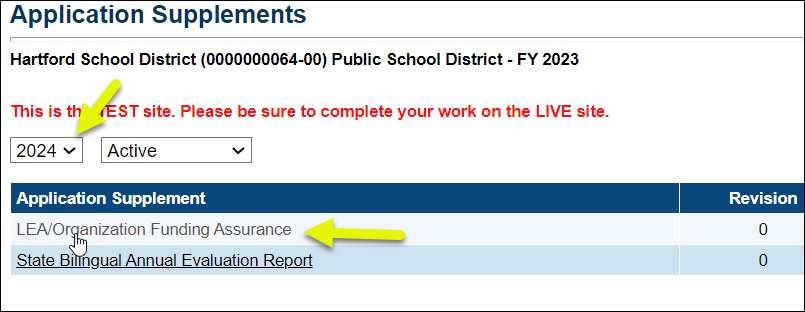 Application Supplements
Hartford School District (0000000064-00) Public School District - FY 2023
This is the TEST site. Please be sure to complete your work on the LIVE site.
2024 Active
Application Supplement Revision
LEA/Organization Funding Assurance 0
State Bilingual Annual Evaluation Report 0